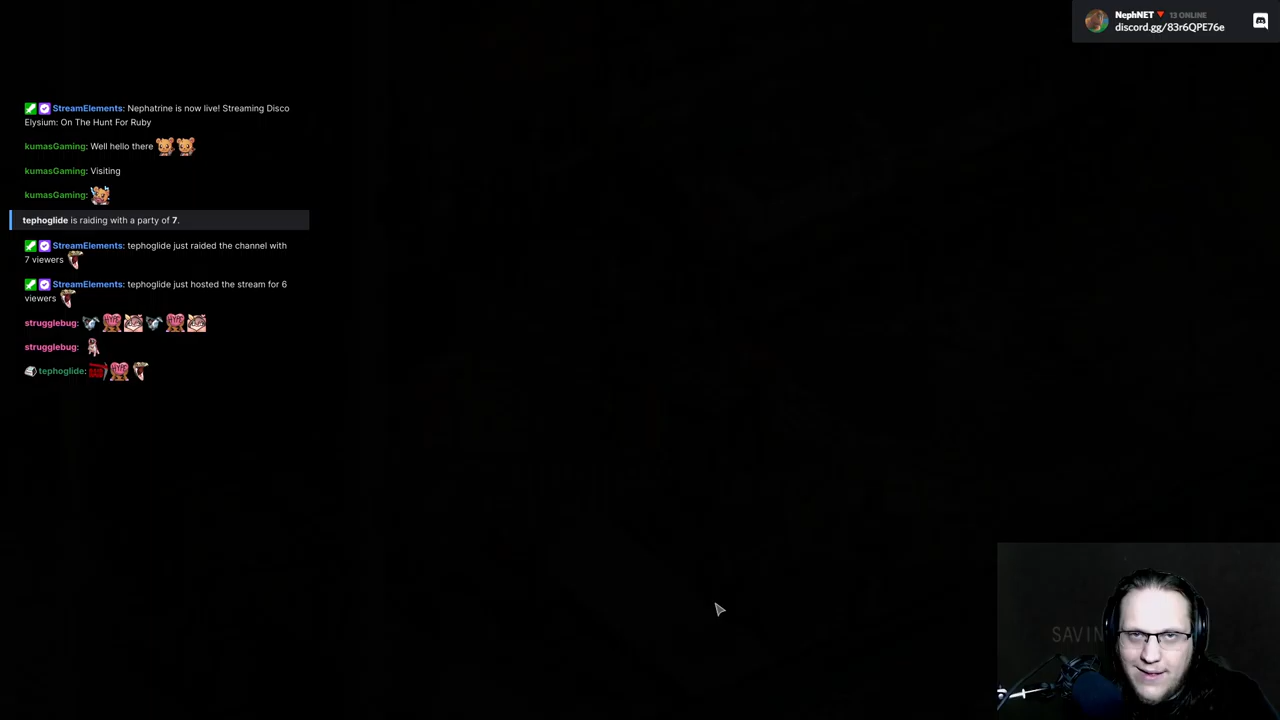 NephNET 13 ONLINE
discord.gg/83r6QPE76e
StreamElements: Nephatrine is now live! Streaming Disco
Elysium: On The Hunt For Ruby
kumasGaming: Well hello there
kumasGaming: Visiting
kumasGaming:
tephoglide is raiding with a party of 7.
StreamElements: tephoglide just raided the channel with
7 viewers
StreamElements: tephoglide just hosted the stream for 6
viewers
strugglebug:
strugglebug:
tephoglide:
SAVIN